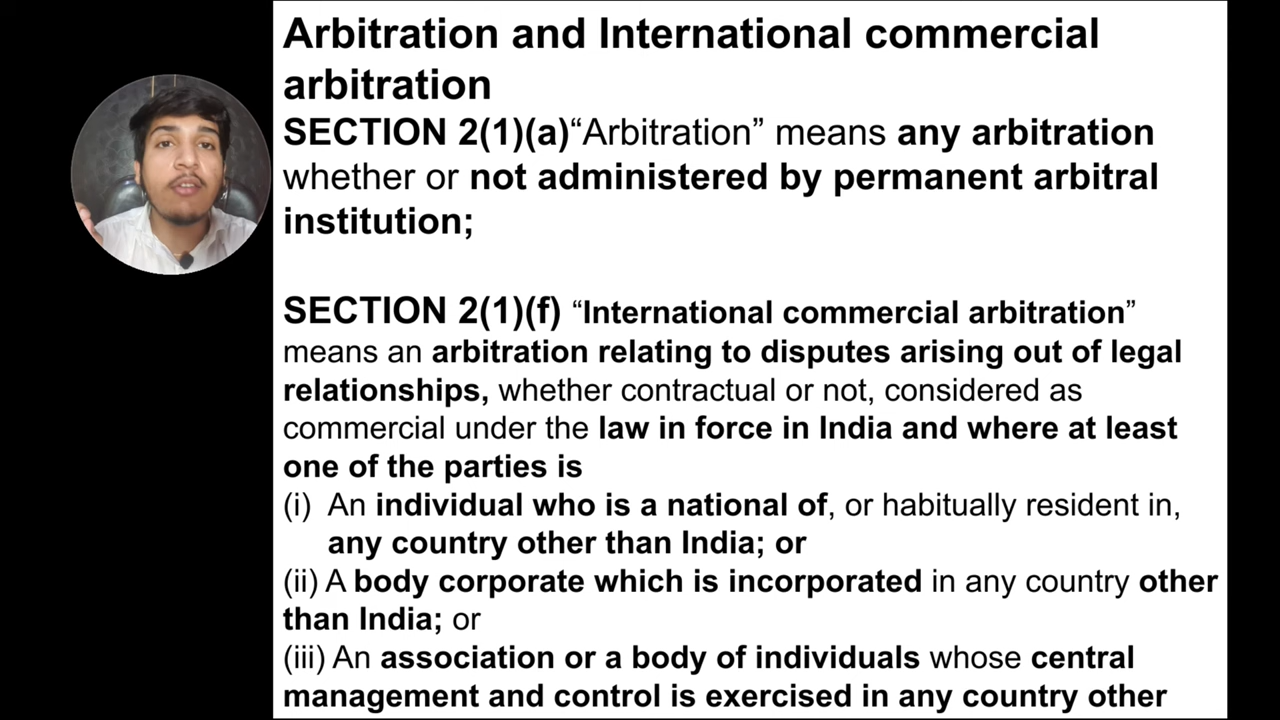 Arbitration and International commercial
arbitration
SECTION 2(1)(a)“Arbitration” means any arbitration
whether or not administered by permanent arbitral
institution;
SECTION 2(1)(f) “International commercial arbitration”
means an arbitration relating to disputes arising out of legal
relationships, whether contractual or not, considered as
commercial under the law in force in India and where at least
one of the parties is
(i) An individual who is a national of, or habitually resident in,
any country other than India; or
(ii) A body corporate which is incorporated in any country other
than India; or
(iii) An association or a body of individuals whose central
management and control is exercised in any country other